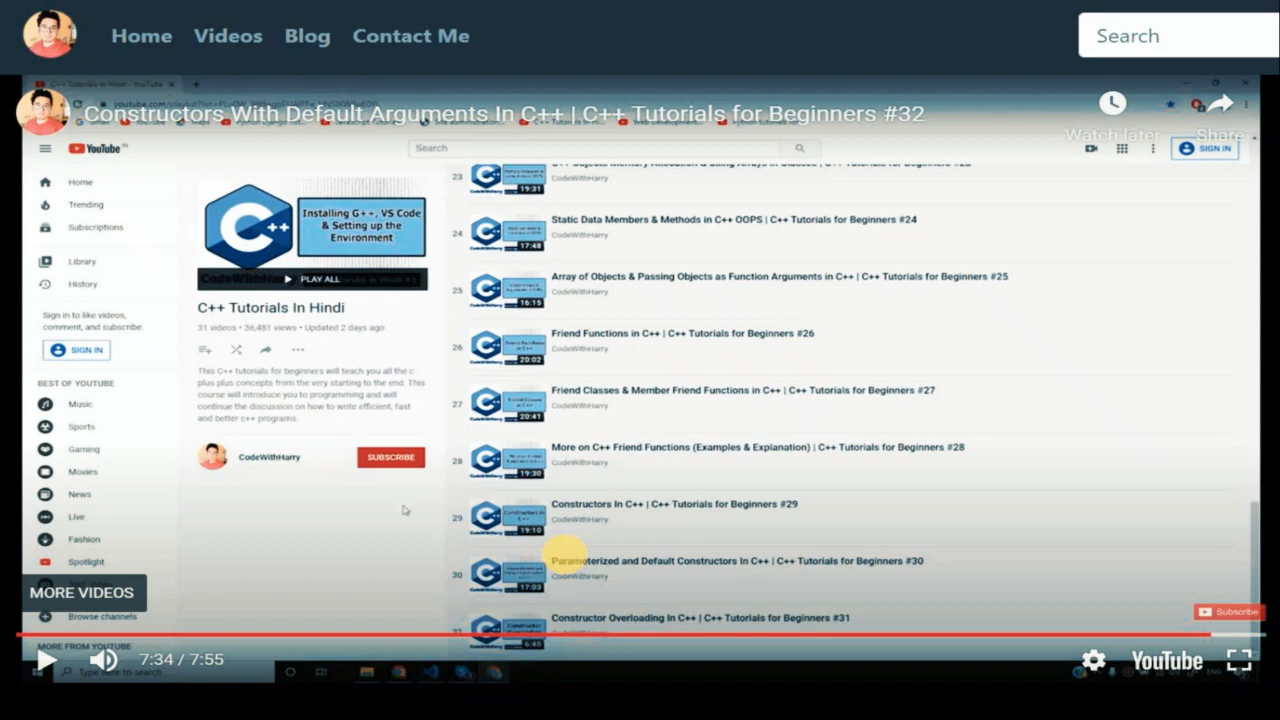 Home Videos Blog Contact Me
Search
C++ Tutorials In Hindi - YouTube
Constructors With Default Arguments In C++ | C++ Tutorials for Beginners #32
Watch later
Share
YouTube
Search
SIGN IN
Home
Trending
Subscriptions
Library
History
Sign in to like videos,
comment, and subscribe.
SIGN IN
BEST OF YOUTUBE
Music
Sports
Gaming
Movies
News
Live
Fashion
Spotlight
Browse channels
MORE FROM YOUTUBE
MORE VIDEOS
C++
Installing G++, VS Code
& Setting up the
Environment
PLAY ALL
C++ Tutorials In Hindi
31 videos • 36,481 views • Updated 2 days ago
This C++ tutorials for beginners will teach you all the c
plus plus concepts from the very starting to the end. This
course will introduce you to programming and will
continue the discussion on how to write efficient, fast
and better c++ programs.
CodeWithHarry
SUBSCRIBE
23
19:31
CodeWithHarry
24
17:48
Static Data Members & Methods in C++ OOPS | C++ Tutorials for Beginners #24
CodeWithHarry
25
16:15
Array of Objects & Passing Objects as Function Arguments in C++ | C++ Tutorials for Beginners #25
CodeWithHarry
26
20:02
Friend Functions in C++ | C++ Tutorials for Beginners #26
CodeWithHarry
27
20:41
Friend Classes & Member Friend Functions in C++ | C++ Tutorials for Beginners #27
CodeWithHarry
28
19:30
More on C++ Friend Functions (Examples & Explanation) | C++ Tutorials for Beginners #28
CodeWithHarry
29
19:10
Constructors In C++ | C++ Tutorials for Beginners #29
CodeWithHarry
30
17:03
Parameterized and Default Constructors In C++ | C++ Tutorials for Beginners #30
CodeWithHarry
31
6:45
Constructor Overloading In C++ | C++ Tutorials for Beginners #31
Subscribe
7:34 / 7:55
YouTube
Type here to search